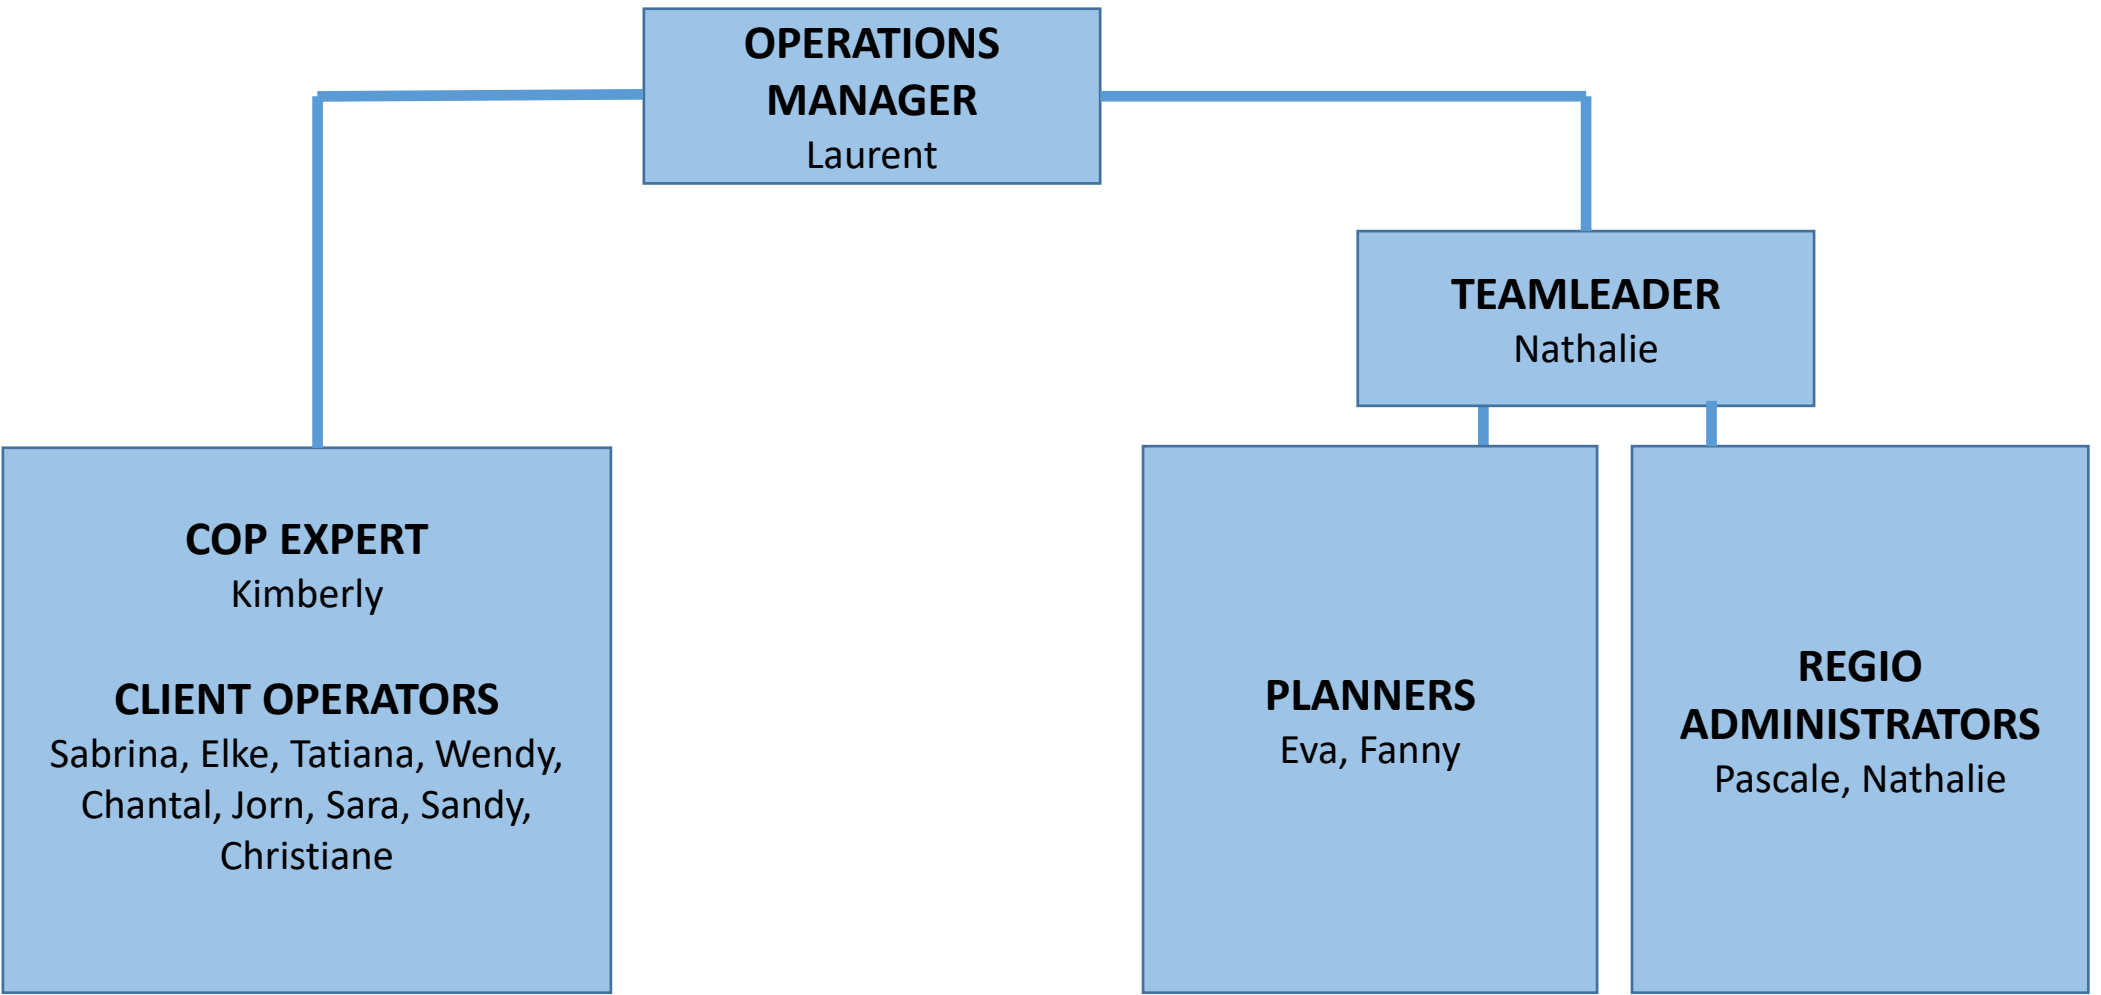 OPERATIONS
MANAGER
Laurent
TEAMLEADER
Nathalie
COP EXPERT
Kimberly
CLIENT OPERATORS
Sabrina, Elke, Tatiana, Wendy,
Chantal, Jorn, Sara, Sandy,
Christiane
PLANNERS
Eva, Fanny
REGIO
ADMINISTRATORS
Pascale, Nathalie